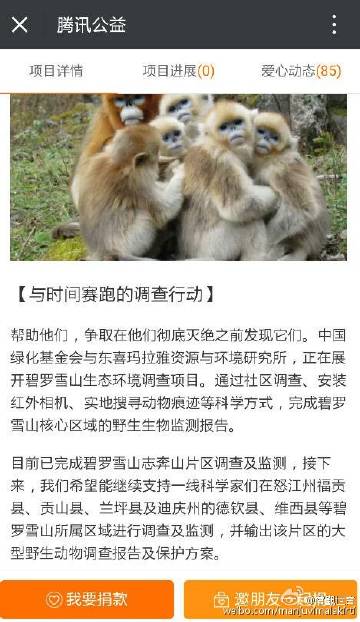 腾讯公益
项目详情 项目进展(0) 爱心动态(85)
【与时间赛跑的调查行动】
帮助他们，争取在他们彻底灭绝之前发现它们。中国
绿化基金会与东喜玛拉雅资源与环境研究所，正在展
开碧罗雪山生态环境调查项目。通过社区调查、安装
红外相机、实地搜寻动物痕迹等科学方式，完成碧罗
雪山核心区域的野生生物监测报告。
目前已完成碧罗雪山志奔山片区调查及监测，接下
来，我们希望能继续支持一线科学家们在怒江州福贡
县、贡山县、兰坪县及迪庆州的德钦县、维西县等碧
罗雪山所属区域进行调查及监测，并输出该片区的大
型野生动物调查报告及保护方案。
我要捐款 邀朋友